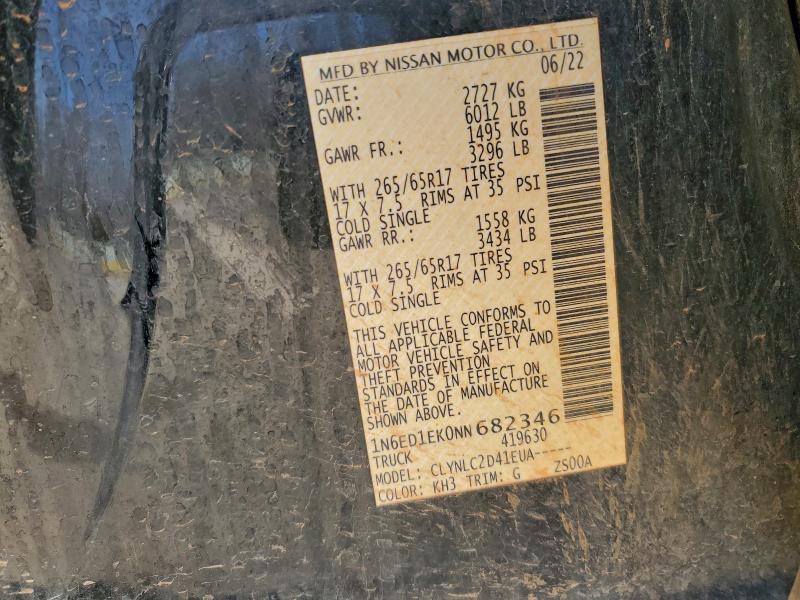 MFD BY NISSAN MOTOR CO., LTD.
DATE: 06/22
GVWR: 2727 KG
6012 LB
GAWR FR.: 1495 KG
3296 LB
WITH 265/65R17 TIRES
17 X 7.5 RIMS AT 35 PSI
COLD SINGLE
GAWR RR.: 1558 KG
3434 LB
WITH 265/65R17 TIRES
17 X 7.5 RIMS AT 35 PSI
COLD SINGLE
THIS VEHICLE CONFORMS TO
ALL APPLICABLE FEDERAL
MOTOR VEHICLE SAFETY AND
THEFT PREVENTION
STANDARDS IN EFFECT ON
THE DATE OF MANUFACTURE
SHOWN ABOVE.
1N6ED1EK0NN682346
TRUCK 419630
MODEL: CLYNLC2D41EUA-----
COLOR: KH3 TRIM: G ZS00A